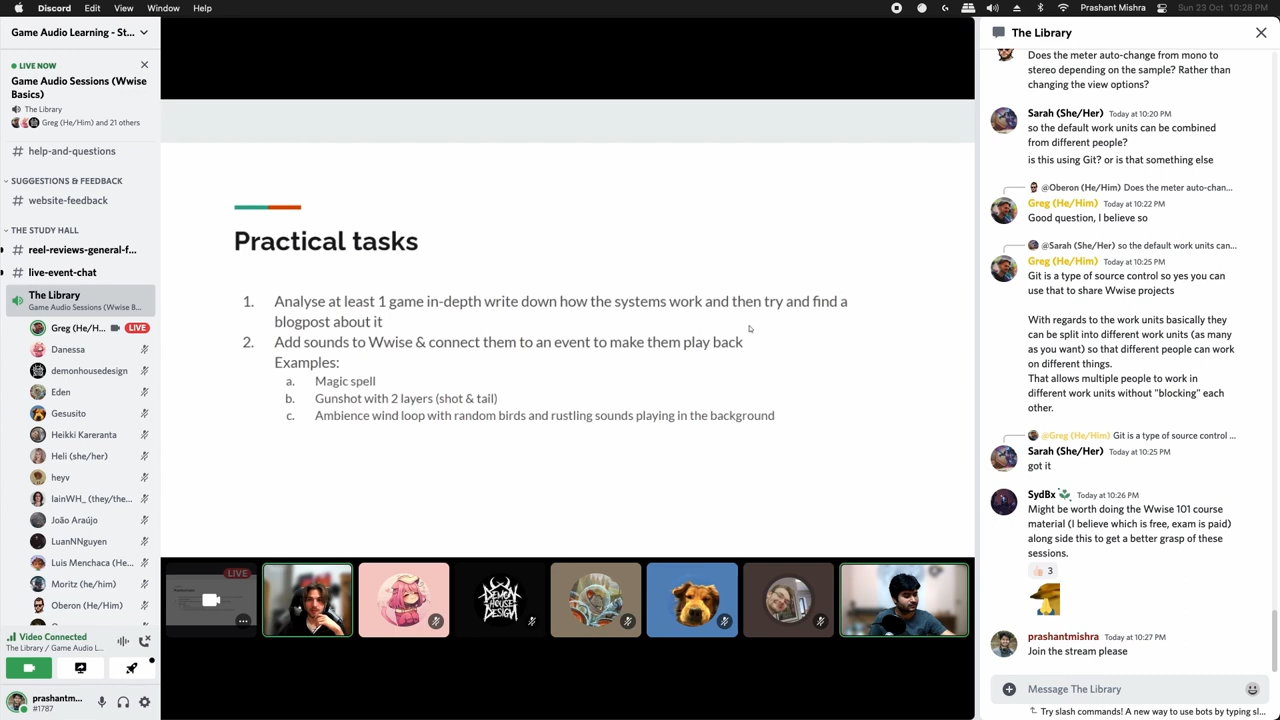 Discord Edit View Window Help
Prashant Mishra Sun 23 Oct 10:28 PM
Game Audio Learning - St...
LIVE NOW
Game Audio Sessions (Wwise
Basics)
The Library
Greg (He/Him) and 21 others
# help-and-questions
SUGGESTIONS & FEEDBACK
# website-feedback
THE STUDY HALL
# reel-reviews-general-f...
# live-event-chat
The Library
Game Audio Sessions (Wwise B...
Greg (He/H... LIVE
Danessa
demonhousedesign
Eden
Gesusito
Heikki Kareranta
Heli (she/her)
heyv
IainWH_ (they/the...
João Araújo
LuanNNguyen
Luis Menchaca (He...
Moritz (he/him)
Oberon (He/Him)
Video Connected
The Library / Game Audio L...
prashantm...
#1787
Practical tasks
1. Analyse at least 1 game in-depth write down how the systems work and then try and find a
blogpost about it
2. Add sounds to Wwise & connect them to an event to make them play back
Examples:
a. Magic spell
b. Gunshot with 2 layers (shot & tail)
c. Ambience wind loop with random birds and rustling sounds playing in the background
LIVE
DEMON
HOUSE
DESIGN
The Library
Does the meter auto-change from mono to
stereo depending on the sample? Rather than
changing the view options?
Sarah (She/Her) Today at 10:20 PM
so the default work units can be combined
from different people?
is this using Git? or is that something else
@Oberon (He/Him) Does the meter auto-chan...
Greg (He/Him) Today at 10:22 PM
Good question, I believe so
@Sarah (She/Her) so the default work units can...
Greg (He/Him) Today at 10:25 PM
Git is a type of source control so yes you can
use that to share Wwise projects
With regards to the work units basically they
can be split into different work units (as many
as you want) so that different people can work
on different things.
That allows multiple people to work in
different work units without "blocking" each
other.
@Greg (He/Him) Git is a type of source control ...
Sarah (She/Her) Today at 10:25 PM
got it
SydBx Today at 10:26 PM
Might be worth doing the Wwise 101 course
material (I believe which is free, exam is paid)
along side this to get a better grasp of these
sessions.
3
prashantmishra Today at 10:27 PM
Join the stream please
Message The Library
Try slash commands! A new way to use bots by typing sl...